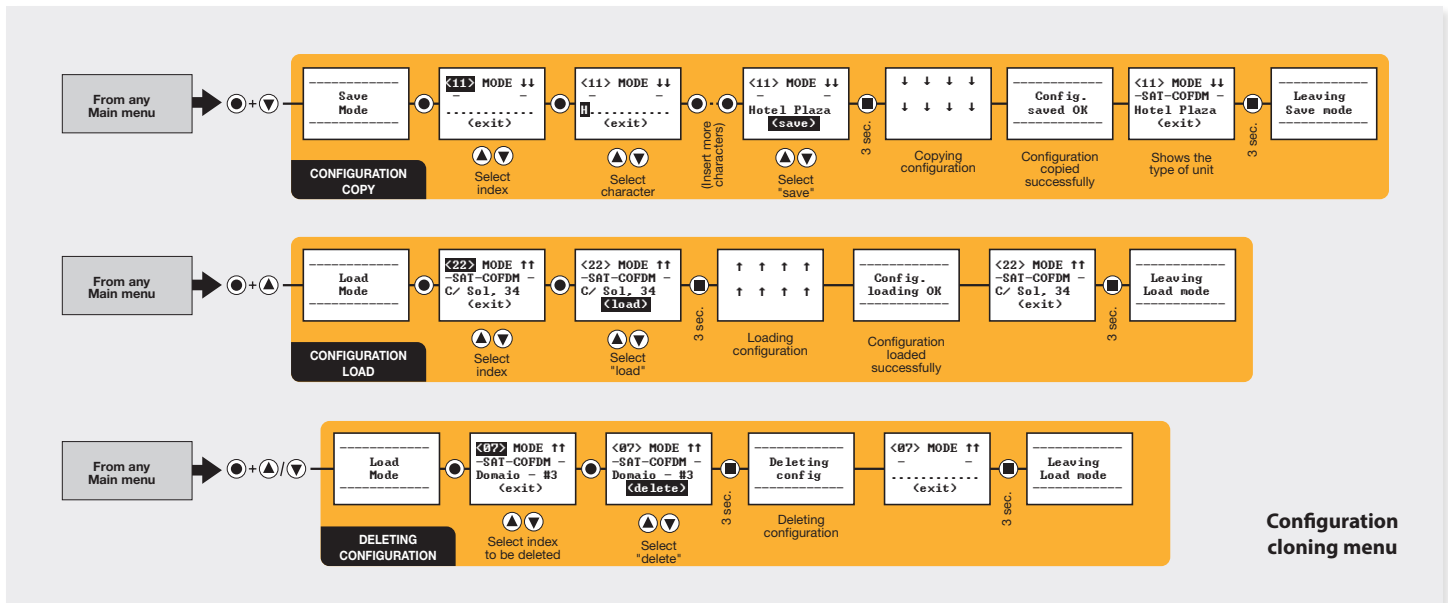 From any
Main menu
+
------------
Save
Mode
------------
CONFIGURATION
COPY
<11> MODE ↓↓
- -
............
(exit)
Select
index
<11> MODE ↓↓
- -
H...........
(exit)
Select
character
(Insert more
characters)
<11> MODE ↓↓
- -
Hotel Plaza
(save)
Select
"save"
3 sec.
↓ ↓ ↓ ↓
↓ ↓ ↓ ↓
Copying
configuration
------------
Config.
saved OK
------------
Configuration
copied
successfully
<11> MODE ↓↓
-SAT-COFDM -
Hotel Plaza
(exit)
Shows the
type of unit
3 sec.
------------
Leaving
Save mode
------------
From any
Main menu
+
------------
Load
Mode
------------
CONFIGURATION
LOAD
<22> MODE ↑↑
-SAT-COFDM -
C/ Sol, 34
(exit)
Select
index
<22> MODE ↑↑
-SAT-COFDM -
C/ Sol, 34
(load)
Select
"load"
3 sec.
↑ ↑ ↑ ↑
↑ ↑ ↑ ↑
Loading
configuration
------------
Config.
loading OK
------------
Configuration
loaded
successfully
<22> MODE ↑↑
-SAT-COFDM -
C/ Sol, 34
(exit)
3 sec.
------------
Leaving
Load mode
------------
From any
Main menu
+ /
------------
Load
Mode
------------
DELETING
CONFIGURATION
<07> MODE ↑↑
-SAT-COFDM -
Domaio - #3
(exit)
Select index
to be deleted
<07> MODE ↑↑
-SAT-COFDM -
Domaio - #3
(delete)
Select
"delete"
3 sec.
------------
Deleting
config
------------
Deleting
configuration
<07> MODE ↑↑
- -
............
(exit)
3 sec.
------------
Leaving
Load mode
------------
Configuration
cloning menu